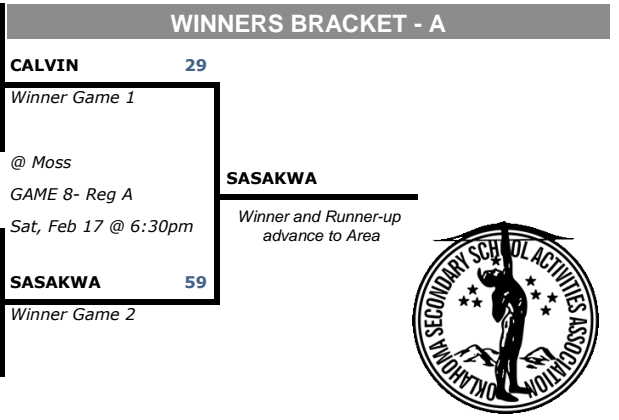 WINNERS BRACKET - A
CALVIN 29
Winner Game 1
@ Moss
GAME 8- Reg A
Sat, Feb 17 @ 6:30pm
SASAKWA
Winner and Runner-up
advance to Area
SASAKWA 59
Winner Game 2
OKLAHOMA SECONDARY SCHOOL ACTIVITIES ASSOCIATION